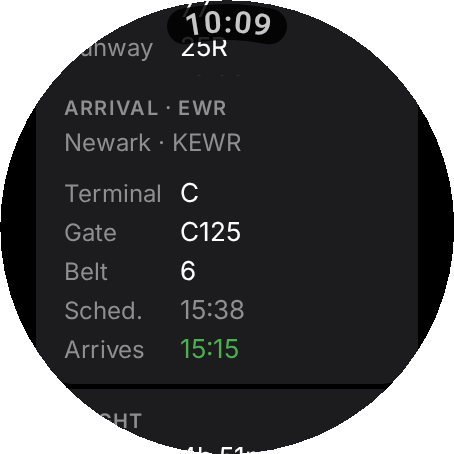 10:09
25R
ARRIVAL · EWR
Newark · KEWR
Terminal C
Gate C125
Belt 6
Sched. 15:38
Arrives 15:15